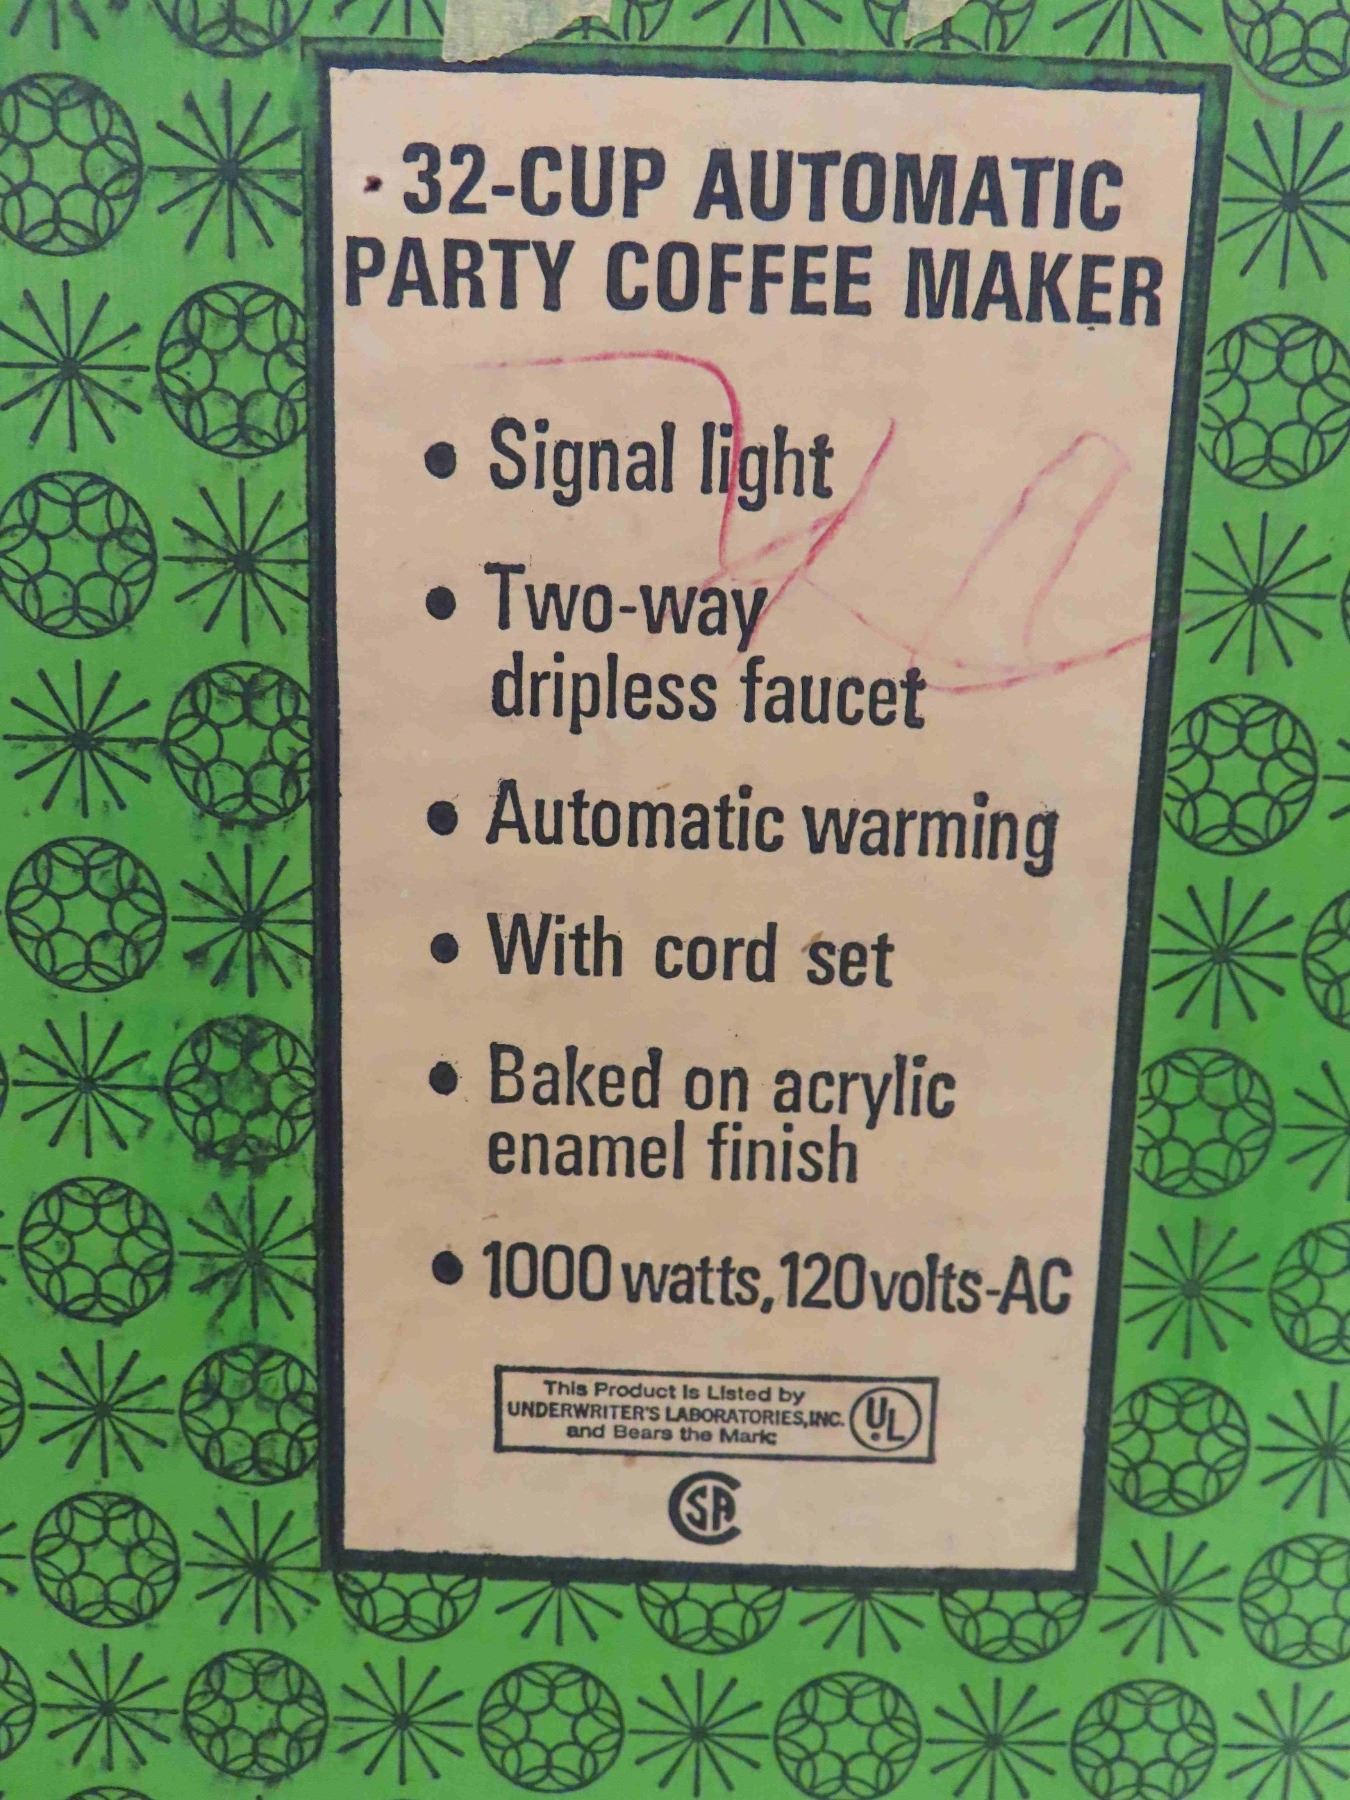 32-CUP AUTOMATIC
PARTY COFFEE MAKER
• Signal light
• Two-way
dripless faucet
• Automatic warming
• With cord set
• Baked on acrylic
enamel finish
• 1000 watts, 120 volts-AC
This Product is Listed by
UNDERWRITER'S LABORATORIES, INC.
and Bears the Mark
UL
CSA